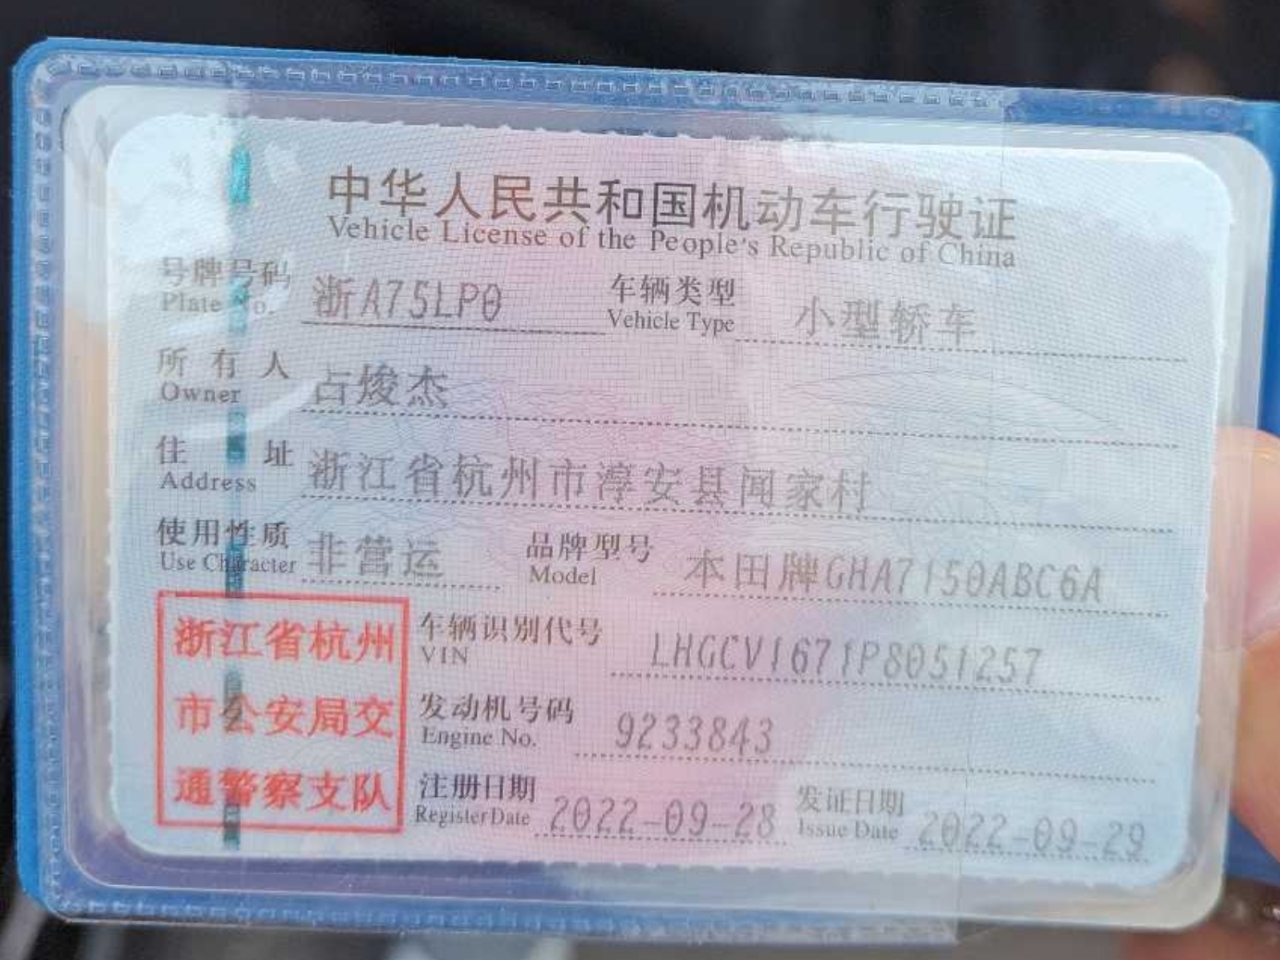 中华人民共和国机动车行驶证
Vehicle License of the People's Republic of China
号牌号码 浙A75LP0 车辆类型 小型轿车
Plate No. Vehicle Type
所有人 占焌杰
Owner
住址 浙江省杭州市淳安县闻家村
Address
使用性质 非营运 品牌型号 本田牌GHA7150ABC6A
Use Character Model
浙江省杭州
市公安局交
通警察支队
车辆识别代号 LHGCV1671P8051257
VIN
发动机号码 9233843
Engine No.
注册日期 2022-09-28 发证日期 2022-09-29
Register Date Issue Date